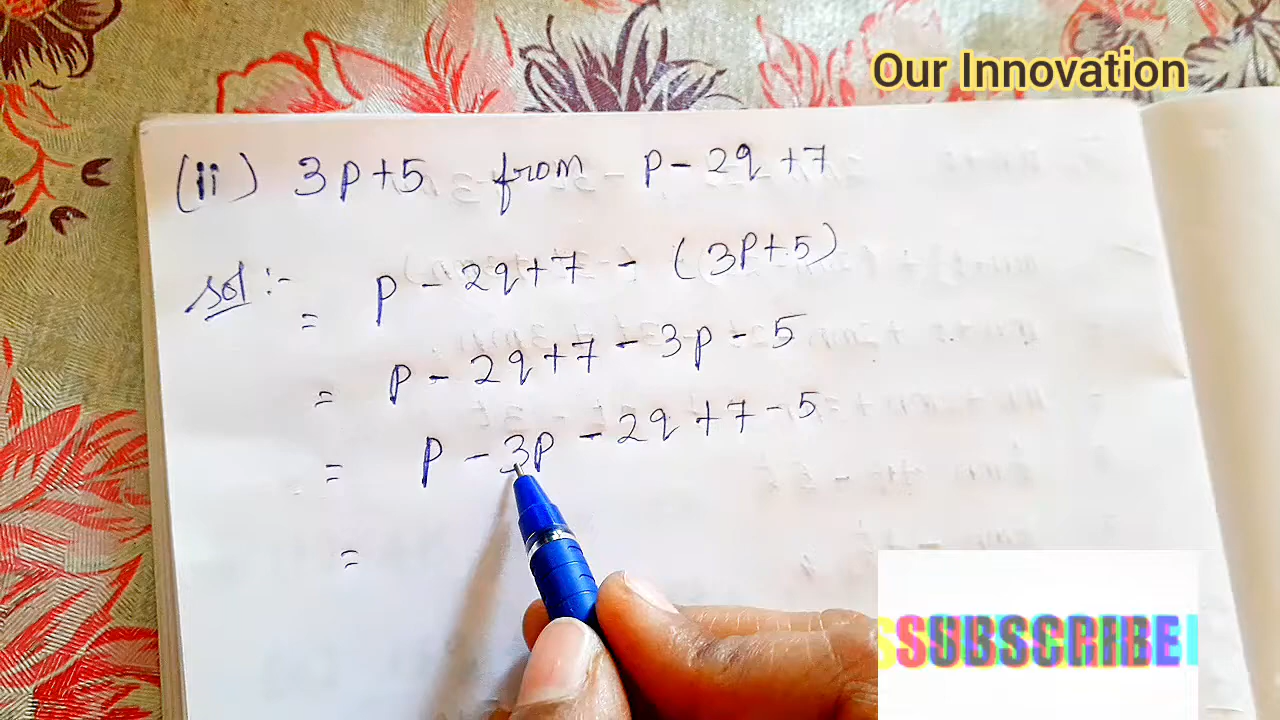 Our Innovation
(ii) 3p+5 from p-2q+7
Sol:- = p - 2q+7 - (3p+5)
= p - 2q+7 - 3p - 5
= p - 3p - 2q + 7 - 5
=
SUBSCRIBE